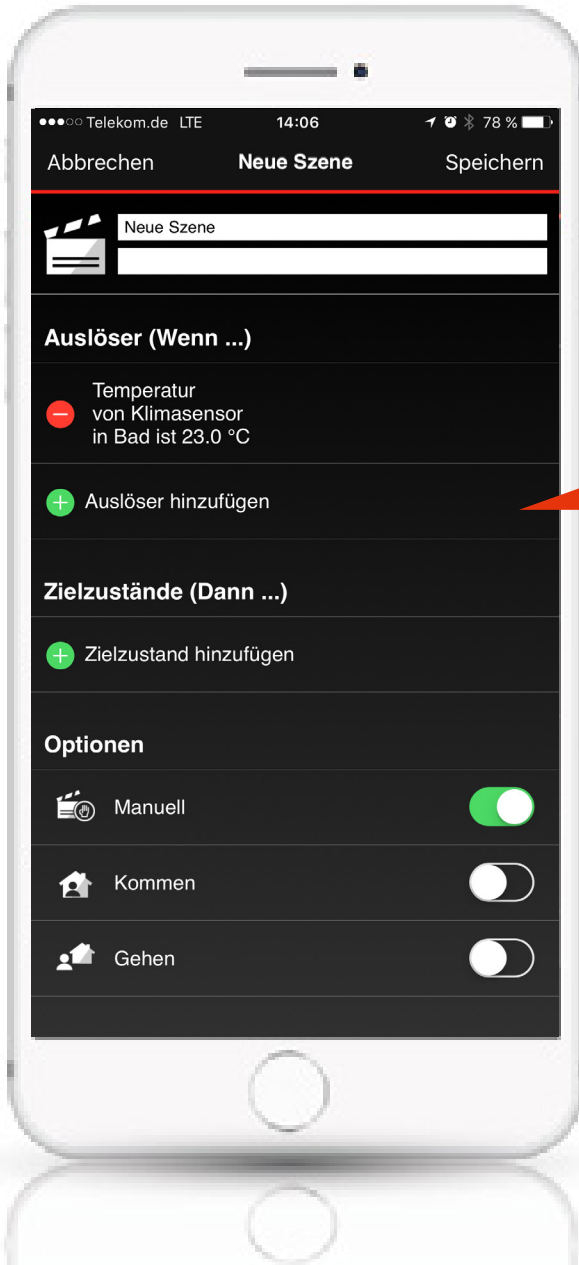 Telekom.de LTE 14:06 78 %
Abbrechen Neue Szene Speichern
Neue Szene
Auslöser (Wenn ...)
Temperatur
von Klimasensor
in Bad ist 23.0 °C
Auslöser hinzufügen
Zielzustände (Dann ...)
Zielzustand hinzufügen
Optionen
Manuell
Kommen
Gehen